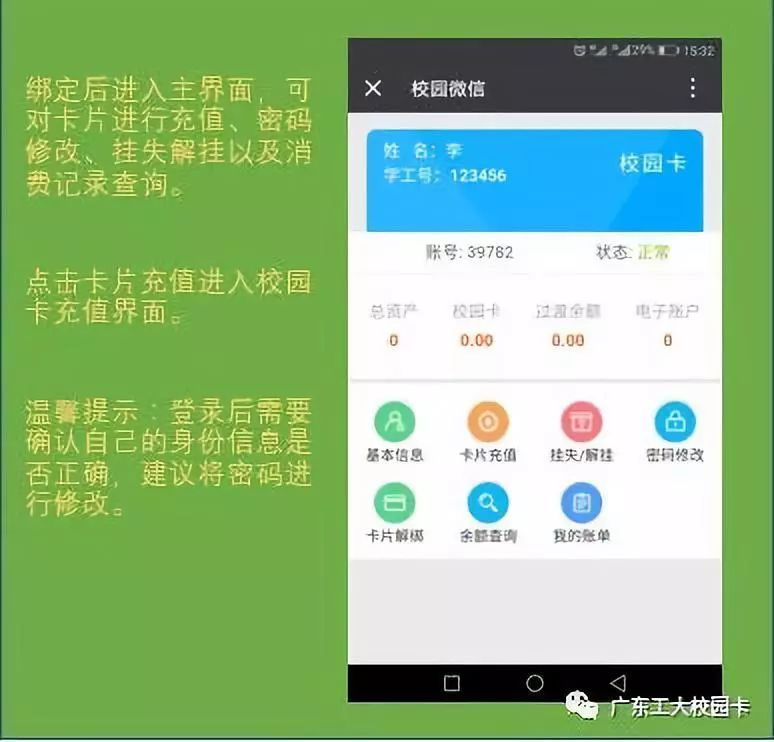 绑定后进入主界面，可
对卡片进行充值、密码
修改、挂失解挂以及消
费记录查询。
点击卡片充值进入校园
卡充值界面。
温馨提示：登录后需要
确认自己的身份信息是
否正确，建议将密码进
行修改。
29% 15:32
校园微信
姓 名：李
学工号：123456
校园卡
账号: 39782 状态: 正常
总资产 校园卡 过渡余额 电子账户
0 0.00 0.00 0
基本信息 卡片充值 挂失/解挂 密码修改
卡片解绑 余额查询 我的账单
广东工大校园卡